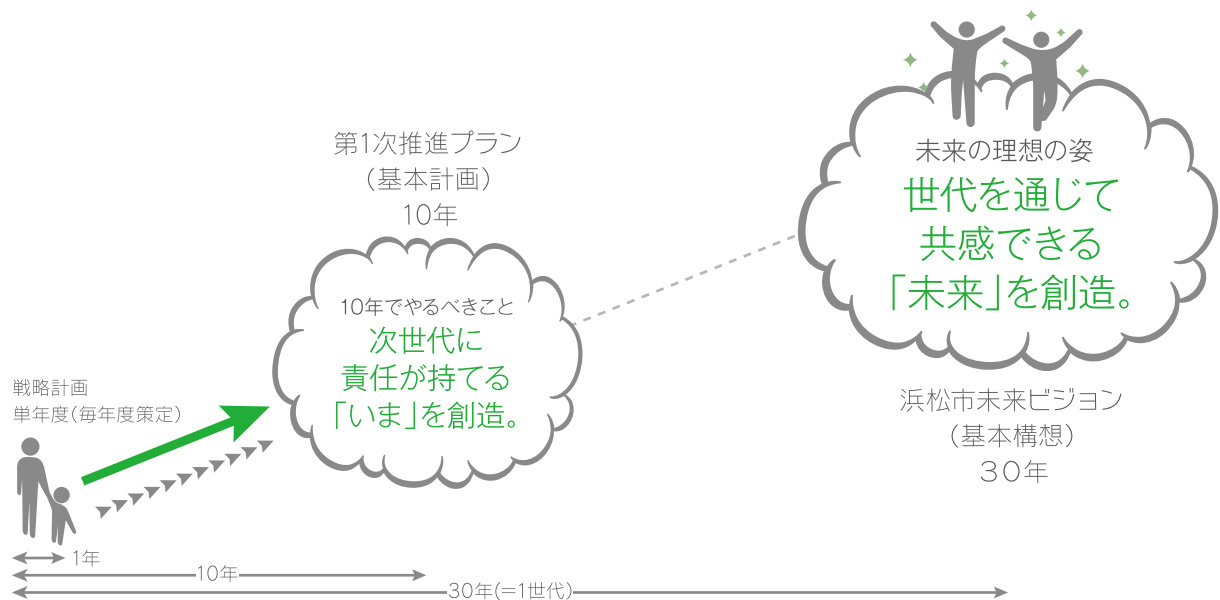 未来の理想の姿
世代を通じて
共感できる
「未来」を創造。
浜松市未来ビジョン
(基本構想)
30年
第1次推進プラン
(基本計画)
10年
10年でやるべきこと
次世代に
責任が持てる
「いま」を創造。
戦略計画
単年度(毎年度策定)
1年
10年
30年(=1世代)